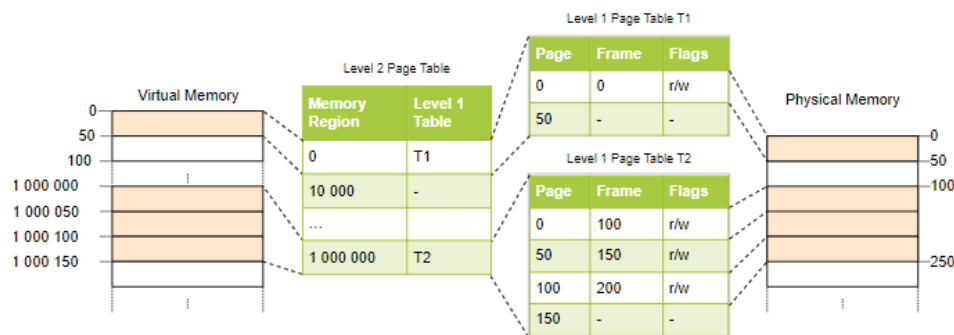 Level 1 Page Table T1
Page Frame Flags
0 0 r/w
50 - -
Level 2 Page Table
Memory Region Level 1 Table
0 T1
10 000 -
...
1 000 000 T2
Virtual Memory
0
50
100
1 000 000
1 000 050
1 000 100
1 000 150
Level 1 Page Table T2
Page Frame Flags
0 100 r/w
50 150 r/w
100 200 r/w
150 - -
Physical Memory
0
50
100
250